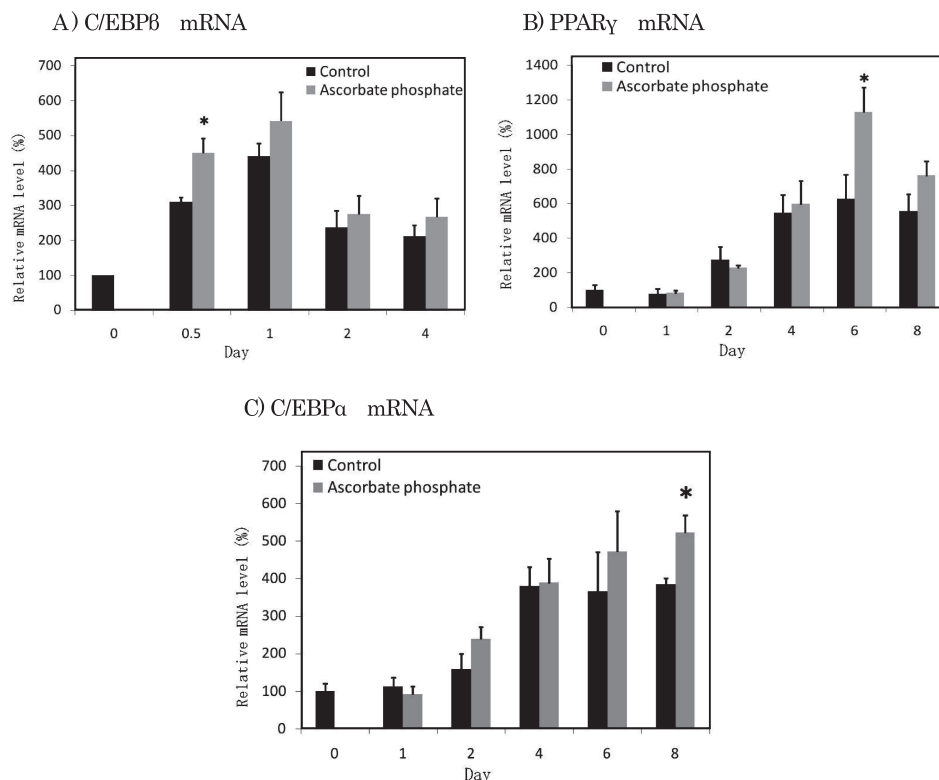 A) C/EBPβ mRNA
700
600
500
400
300
200
100
0
Relative mRNA level (%)
Control
Ascorbate phosphate
*
0 0.5 1 2 4
Day
B) PPARγ mRNA
1400
1200
1000
800
600
400
200
0
Relative mRNA level (%)
Control
Ascorbate phosphate
*
0 1 2 4 6 8
Day
C) C/EBPα mRNA
700
600
500
400
300
200
100
0
Relative mRNA level (%)
Control
Ascorbate phosphate
*
0 1 2 4 6 8
Day